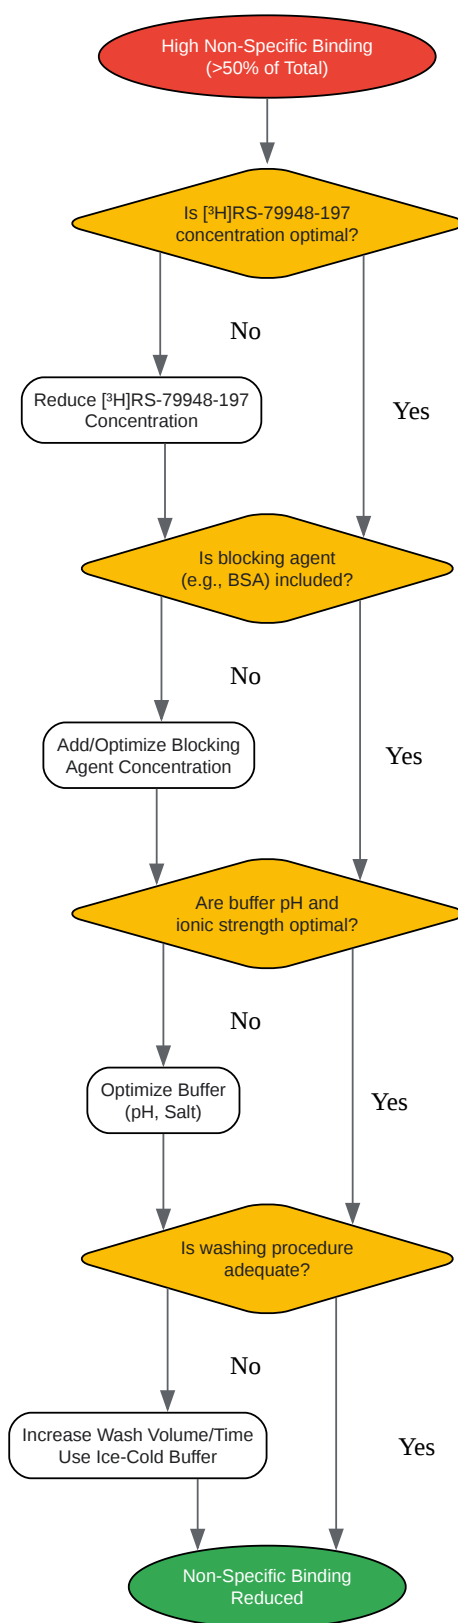 High Non-Specific Binding
(>50% of Total)
Is [³H]RS-79948-197
concentration optimal?
No
Reduce [³H]RS-79948-197
Concentration
Yes
Is blocking agent
(e.g., BSA) included?
No
Add/Optimize Blocking
Agent Concentration
Yes
Are buffer pH and
ionic strength optimal?
No
Optimize Buffer
(pH, Salt)
Yes
Is washing procedure
adequate?
No
Increase Wash Volume/Time
Use Ice-Cold Buffer
Yes
Non-Specific Binding
Reduced